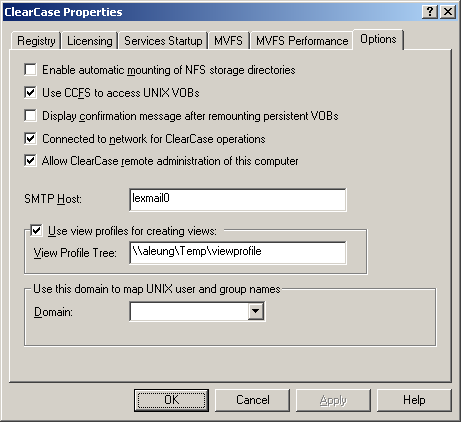 ClearCase Properties
Registry Licensing Services Startup MVFS MVFS Performance Options
Enable automatic mounting of NFS storage directories
Use CCFS to access UNIX VOBs
Display confirmation message after remounting persistent VOBs
Connected to network for ClearCase operations
Allow ClearCase remote administration of this computer
SMTP Host: lexmail0
Use view profiles for creating views:
View Profile Tree: \\aleung\Temp\viewprofile
Use this domain to map UNIX user and group names
Domain:
OK Cancel Apply Help